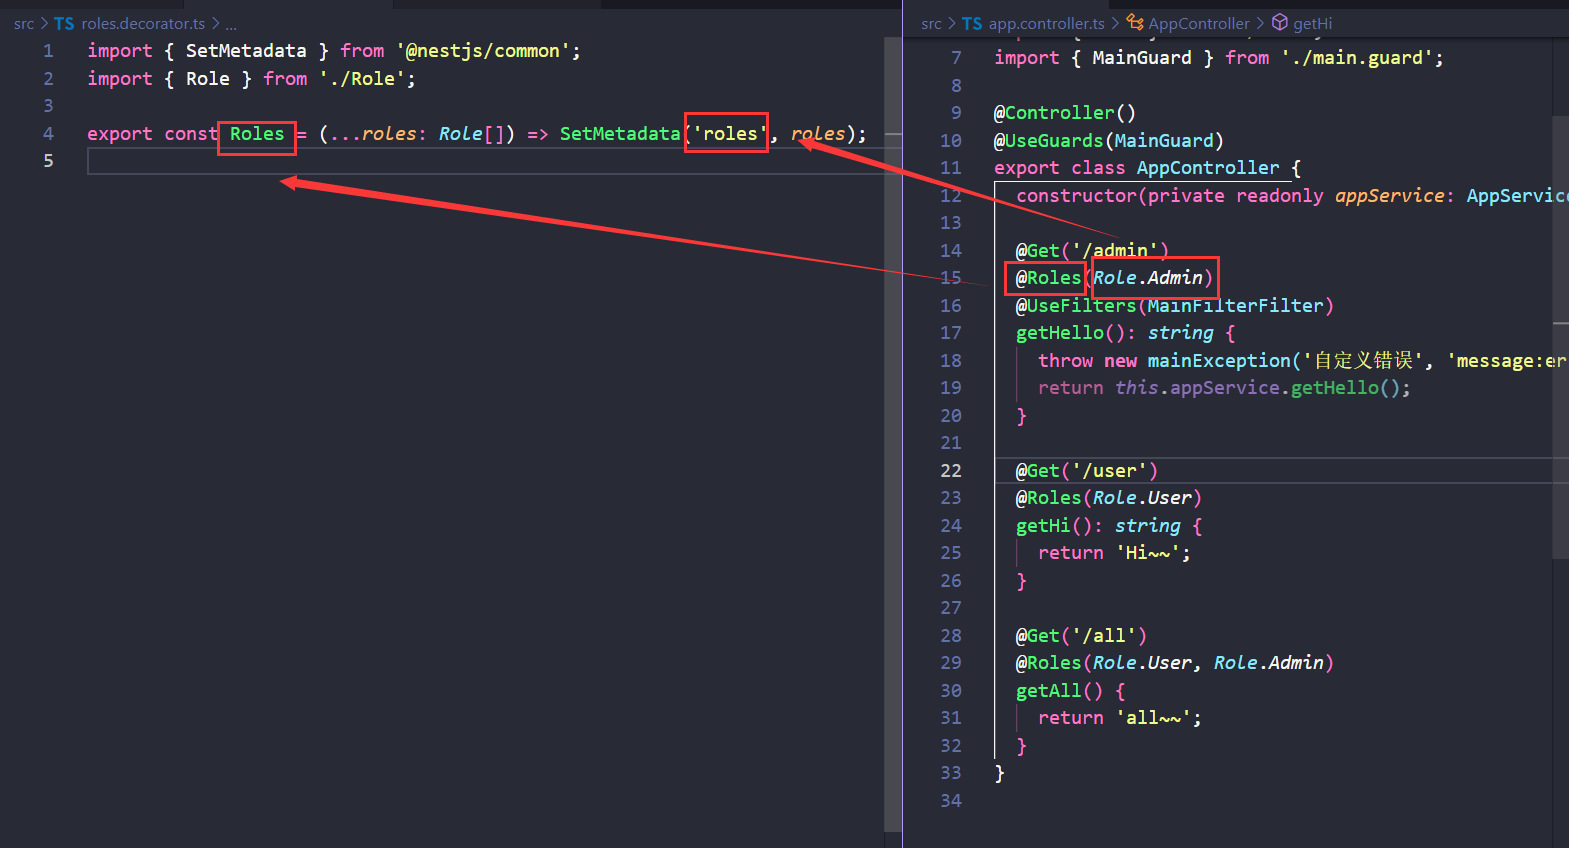 src > TS roles.decorator.ts > ...
1 import { SetMetadata } from '@nestjs/common';
2 import { Role } from './Role';
3
4 export const Roles = (...roles: Role[]) => SetMetadata('roles', roles);
5
src > TS app.controller.ts > AppController > getHi
7 import { MainGuard } from './main.guard';
8
9 @Controller()
10 @UseGuards(MainGuard)
11 export class AppController {
12 constructor(private readonly appService: AppService
13
14 @Get('/admin')
15 @Roles(Role.Admin)
16 @UseFilters(MainFilterFilter)
17 getHello(): string {
18 throw new mainException('自定义错误', 'message:er
19 return this.appService.getHello();
20 }
21
22 @Get('/user')
23 @Roles(Role.User)
24 getHi(): string {
25 return 'Hi~~';
26 }
27
28 @Get('/all')
29 @Roles(Role.User, Role.Admin)
30 getAll() {
31 return 'all~~';
32 }
33 }
34